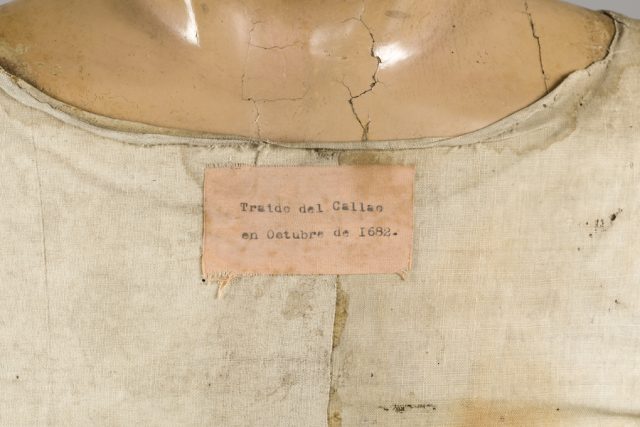 Traido del Callao
en Octubre de 1682.